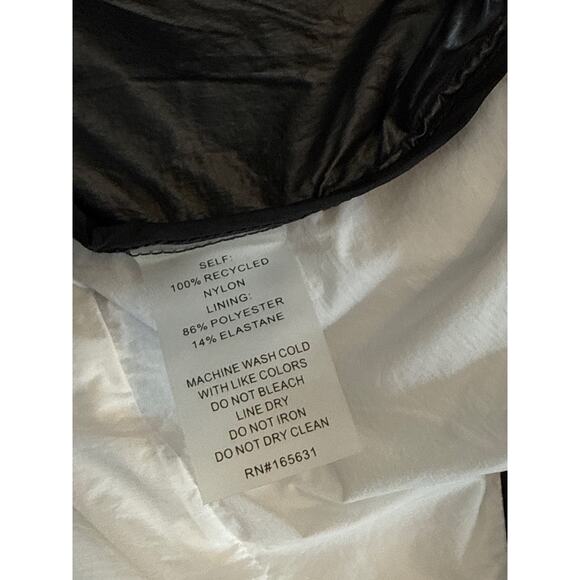 SELF:
100% RECYCLED
NYLON
LINING:
86% POLYESTER
14% ELASTANE
MACHINE WASH COLD
WITH LIKE COLORS
DO NOT BLEACH
LINE DRY
DO NOT IRON
DO NOT DRY CLEAN
RN#165631